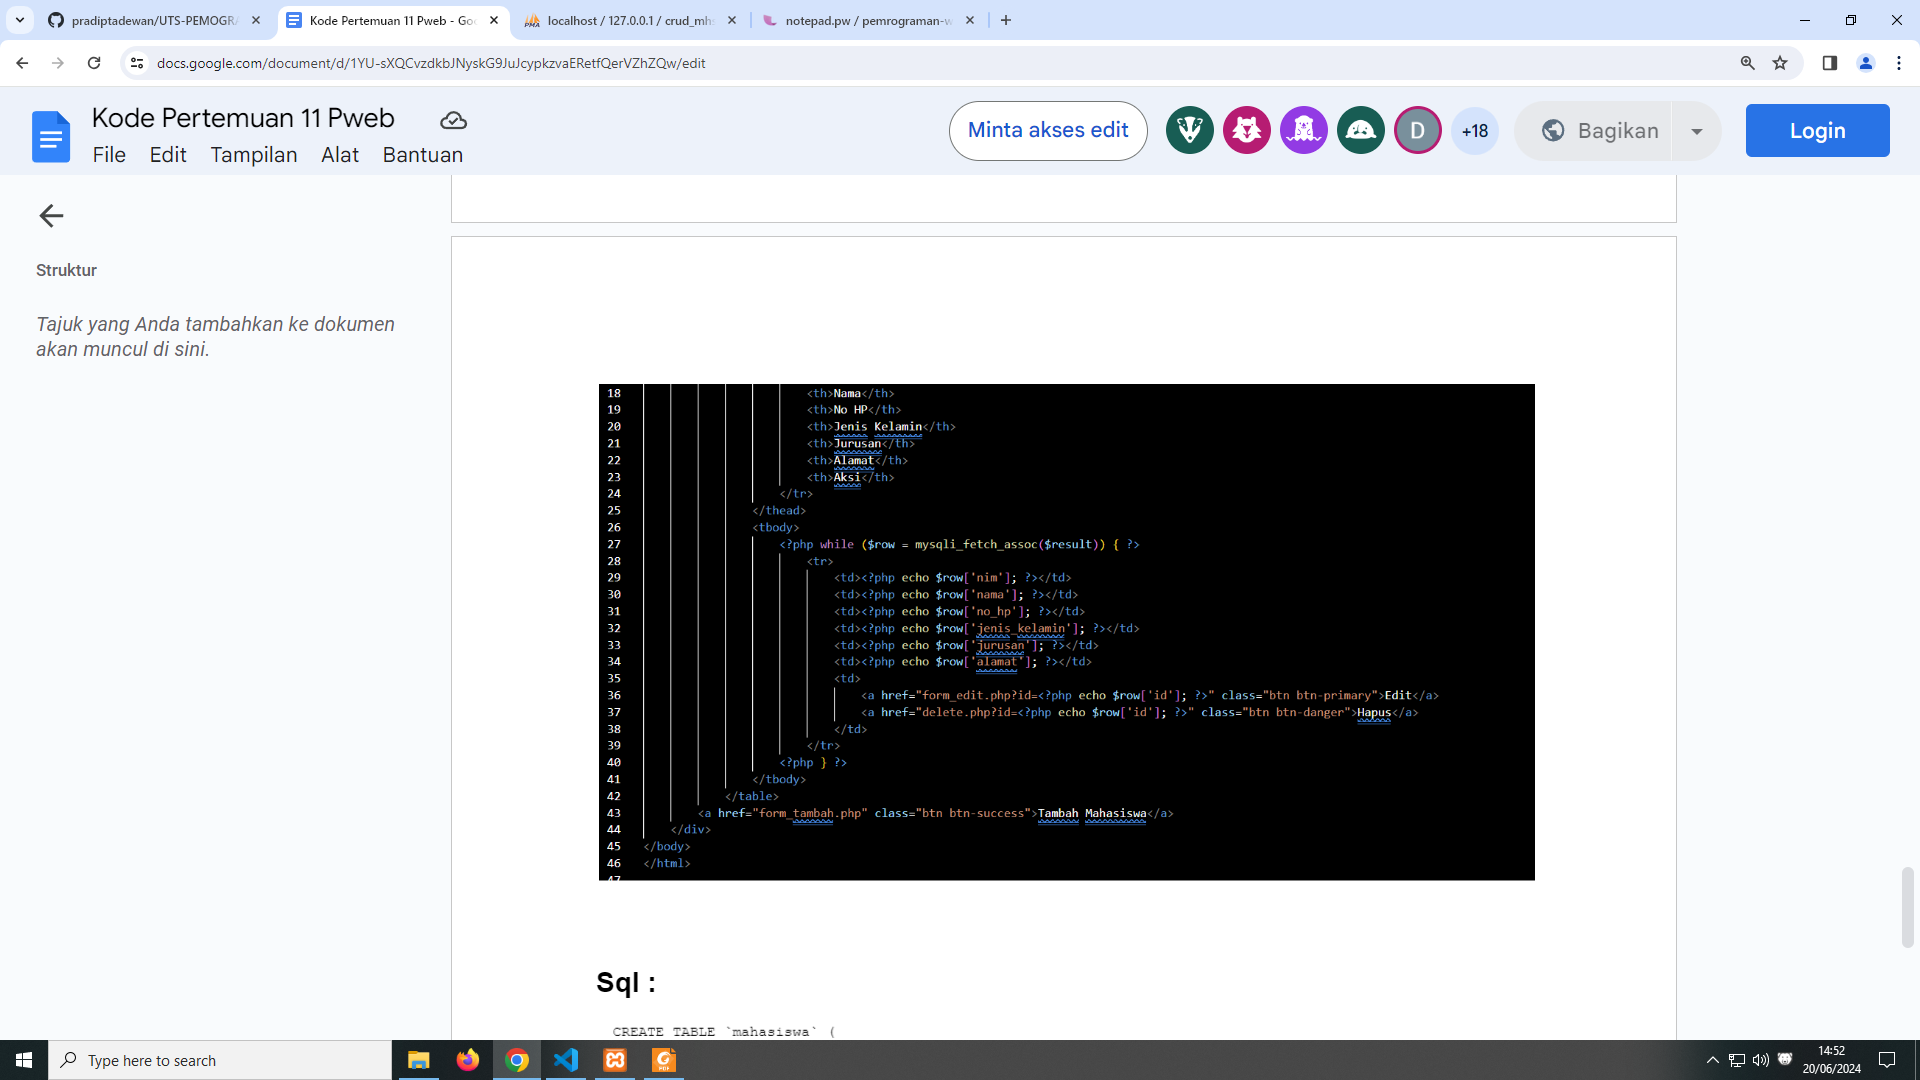 pradiptadewan/UTS-PEMOGRA
Kode Pertemuan 11 Pweb - Goo
localhost / 127.0.0.1 / crud_mhs
notepad.pw / pemrograman-w
docs.google.com/document/d/1YU-sXQCvzdkbJNyskG9JuJcypkzvaERetfQerVZhZQw/edit
Kode Pertemuan 11 Pweb
File Edit Tampilan Alat Bantuan
Minta akses edit
D
+18
Bagikan
Login
Struktur
Tajuk yang Anda tambahkan ke dokumen
akan muncul di sini.
18 <th>Nama</th>
19 <th>No HP</th>
20 <th>Jenis Kelamin</th>
21 <th>Jurusan</th>
22 <th>Alamat</th>
23 <th>Aksi</th>
24 </tr>
25 </thead>
26 <tbody>
27 <?php while ($row = mysqli_fetch_assoc($result)) { ?>
28 <tr>
29 <td><?php echo $row['nim']; ?></td>
30 <td><?php echo $row['nama']; ?></td>
31 <td><?php echo $row['no_hp']; ?></td>
32 <td><?php echo $row['jenis_kelamin']; ?></td>
33 <td><?php echo $row['jurusan']; ?></td>
34 <td><?php echo $row['alamat']; ?></td>
35 <td>
36 <a href="form_edit.php?id=<?php echo $row['id']; ?>" class="btn btn-primary">Edit</a>
37 <a href="delete.php?id=<?php echo $row['id']; ?>" class="btn btn-danger">Hapus</a>
38 </td>
39 </tr>
40 <?php } ?>
41 </tbody>
42 </table>
43 <a href="form_tambah.php" class="btn btn-success">Tambah Mahasiswa</a>
44 </div>
45 </body>
46 </html>
47
Sql :
CREATE TABLE `mahasiswa` (
Type here to search
14:52
20/06/2024